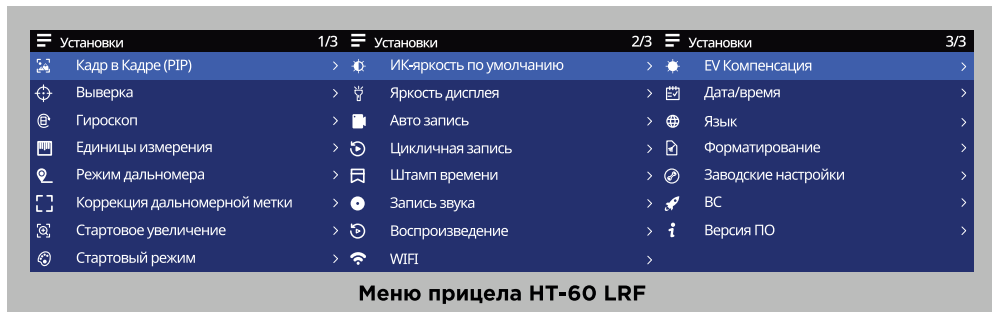 Установки 1/3
Кадр в Кадре (PIP)
Выверка
Гироскоп
Единицы измерения
Режим дальномера
Коррекция дальномерной метки
Стартовое увеличение
Стартовый режим
Установки 2/3
ИК-яркость по умолчанию
Яркость дисплея
Авто запись
Цикличная запись
Штамп времени
Запись звука
Воспроизведение
WIFI
Установки 3/3
EV Компенсация
Дата/время
Язык
Форматирование
Заводские настройки
ВС
Версия ПО
Меню прицела НТ-60 LRF